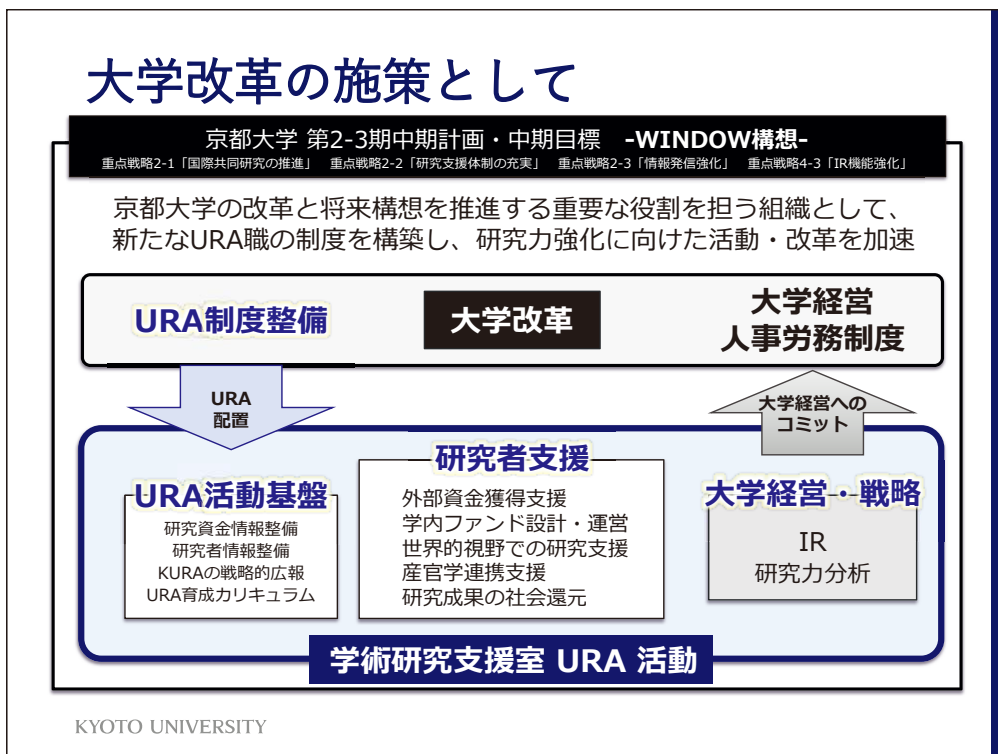 大学改革の施策として
京都大学 第2-3期中期計画・中期目標　-WINDOW構想-
重点戦略2-1「国際共同研究の推進」　重点戦略2-2「研究支援体制の充実」　重点戦略2-3「情報発信強化」　重点戦略4-3「IR機能強化」
京都大学の改革と将来構想を推進する重要な役割を担う組織として、
新たなURA職の制度を構築し、研究力強化に向けた活動・改革を加速
URA制度整備
大学改革
大学経営
人事労務制度
URA
配置
大学経営への
コミット
URA活動基盤
研究資金情報整備
研究者情報整備
KURAの戦略的広報
URA育成カリキュラム
研究者支援
外部資金獲得支援
学内ファンド設計・運営
世界的視野での研究支援
産官学連携支援
研究成果の社会還元
大学経営・戦略
IR
研究力分析
学術研究支援室 URA 活動
KYOTO UNIVERSITY